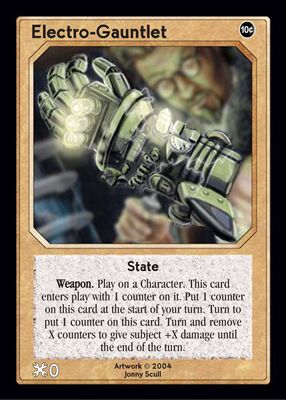 Electro-Gauntlet
10¢
State
Weapon. Play on a Character. This card
enters play with 1 counter on it. Put 1 counter
on this card at the start of your turn. Turn to
put 1 counter on this card. Turn and remove
X counters to give subject +X damage until
the end of the turn.
0
Artwork © 2004
Jonny Scull